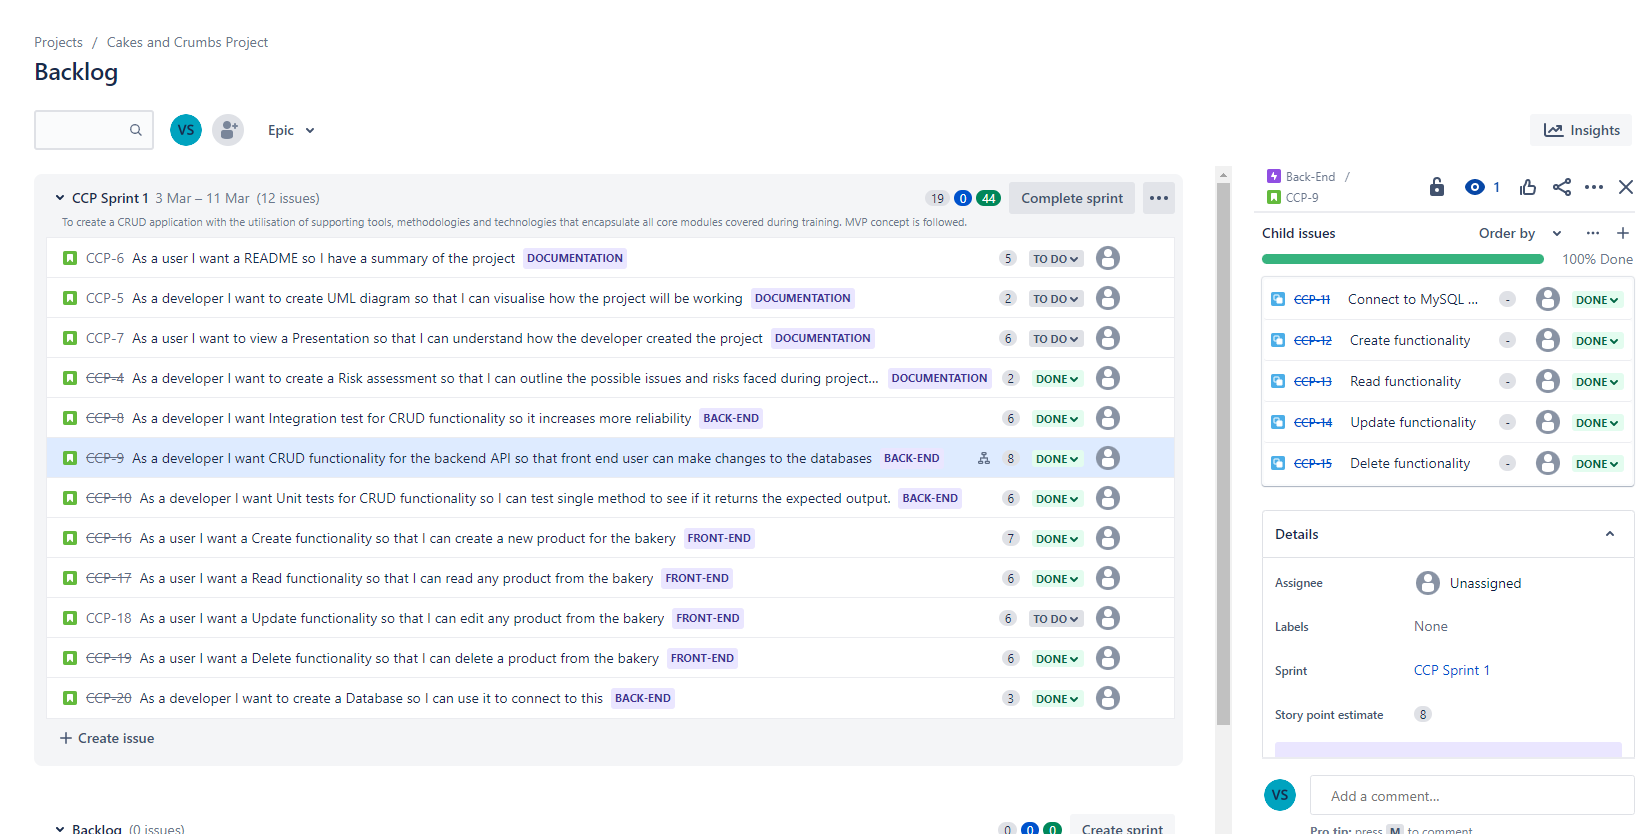 Projects / Cakes and Crumbs Project
Backlog
VS Epic Insights
CCP Sprint 1 3 Mar – 11 Mar (12 issues) 19 0 44 Complete sprint
To create a CRUD application with the utilisation of supporting tools, methodologies and technologies that encapsulate all core modules covered during training. MVP concept is followed.
CCP-6 As a user I want a README so I have a summary of the project DOCUMENTATION 5 TO DO
CCP-5 As a developer I want to create UML diagram so that I can visualise how the project will be working DOCUMENTATION 2 TO DO
CCP-7 As a user I want to view a Presentation so that I can understand how the developer created the project DOCUMENTATION 6 TO DO
CCP-4 As a developer I want to create a Risk assessment so that I can outline the possible issues and risks faced during project... DOCUMENTATION 2 DONE
CCP-8 As a developer I want Integration test for CRUD functionality so it increases more reliability BACK-END 6 DONE
CCP-9 As a developer I want CRUD functionality for the backend API so that front end user can make changes to the databases BACK-END 8 DONE
CCP-10 As a developer I want Unit tests for CRUD functionality so I can test single method to see if it returns the expected output. BACK-END 6 DONE
CCP-16 As a user I want a Create functionality so that I can create a new product for the bakery FRONT-END 7 DONE
CCP-17 As a user I want a Read functionality so that I can read any product from the bakery FRONT-END 6 DONE
CCP-18 As a user I want a Update functionality so that I can edit any product from the bakery FRONT-END 6 TO DO
CCP-19 As a user I want a Delete functionality so that I can delete a product from the bakery FRONT-END 6 DONE
CCP-20 As a developer I want to create a Database so I can use it to connect to this BACK-END 3 DONE
+ Create issue
Backlog (0 issues) 0 0 0 Create sprint
Back-End /
CCP-9
1
Child issues Order by
100% Done
CCP-11 Connect to MySQL ... - DONE
CCP-12 Create functionality - DONE
CCP-13 Read functionality - DONE
CCP-14 Update functionality - DONE
CCP-15 Delete functionality - DONE
Details
Assignee Unassigned
Labels None
Sprint CCP Sprint 1
Story point estimate 8
VS Add a comment...
Pro tip: press M to comment